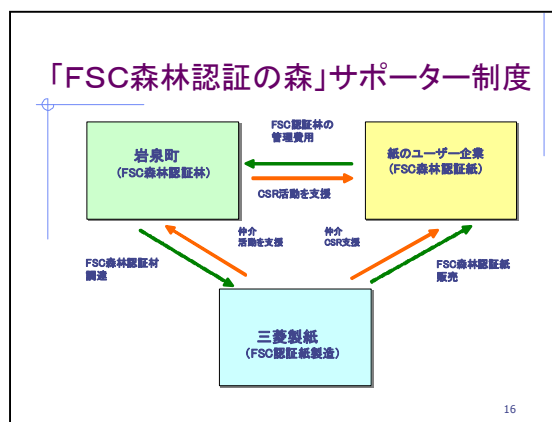 「FSC森林認証の森」サポーター制度
FSC認証林の
管理費用
岩泉町
(FSC森林認証林)
紙のユーザー企業
(FSC森林認証紙)
CSR活動を支援
仲介
活動を支援
仲介
CSR支援
FSC森林認証材
調達
FSC森林認証紙
販売
三菱製紙
(FSC認証紙製造)
16